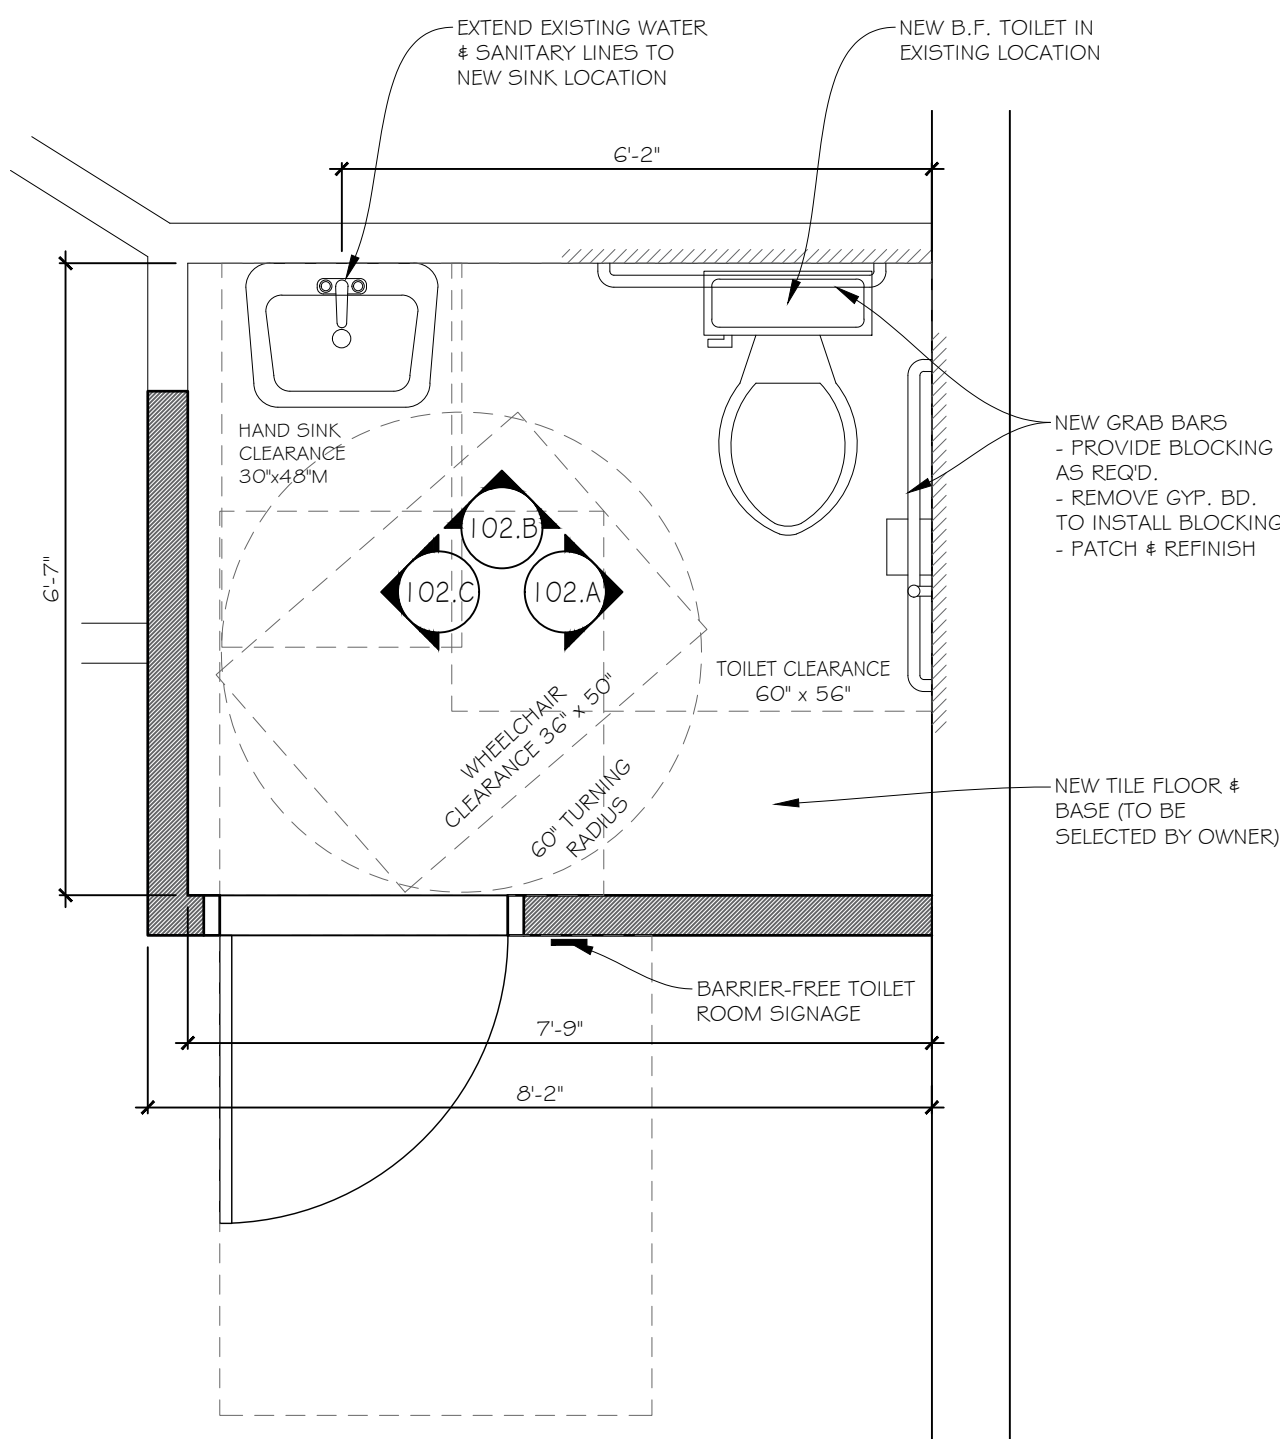 EXTEND EXISTING WATER
& SANITARY LINES TO
NEW SINK LOCATION
NEW B.F. TOILET IN
EXISTING LOCATION
6'-2"
HAND SINK
CLEARANCE
30"x48"M
NEW GRAB BARS
- PROVIDE BLOCKING
AS REQ'D.
- REMOVE GYP. BD.
TO INSTALL BLOCKING
- PATCH & REFINISH
102.B
102.C
102.A
6'-7"
TOILET CLEARANCE
60" x 56"
WHEELCHAIR
CLEARANCE 36" x 50"
60" TURNING
RADIUS
NEW TILE FLOOR &
BASE (TO BE
SELECTED BY OWNER)
BARRIER-FREE TOILET
ROOM SIGNAGE
7'-9"
8'-2"